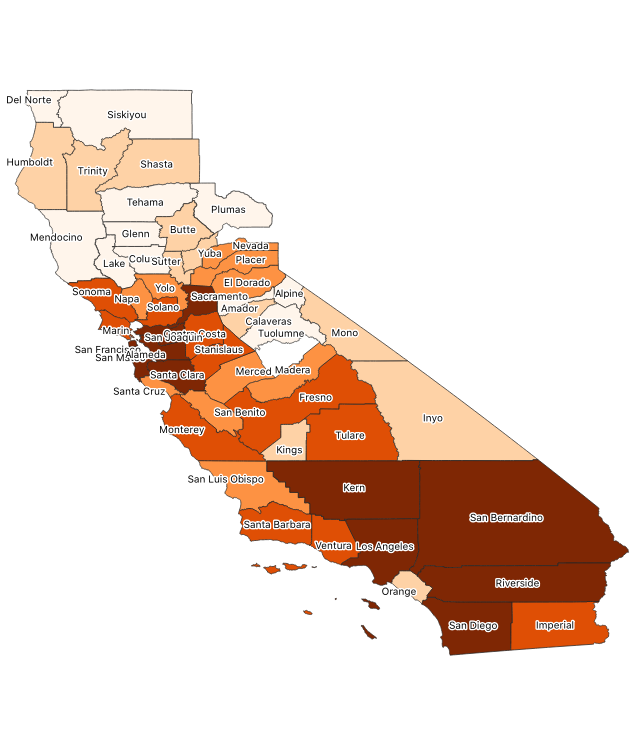 Del Norte
Siskiyou
Humboldt
Trinity
Shasta
Tehama
Plumas
Mendocino
Glenn
Butte
Nevada
Yuba
Placer
Lake
Colu
Sutter
Sonoma
Napa
Yolo
El Dorado
Sacramento
Alpine
Solano
Amador
Marin
Contra Costa
San Joaquin
Calaveras
Tuolumne
Mono
San Francisco
San Mateo
Alameda
Stanislaus
Santa Clara
Merced
Madera
Santa Cruz
San Benito
Fresno
Inyo
Monterey
Kings
Tulare
San Luis Obispo
Kern
San Bernardino
Santa Barbara
Ventura
Los Angeles
Orange
Riverside
San Diego
Imperial